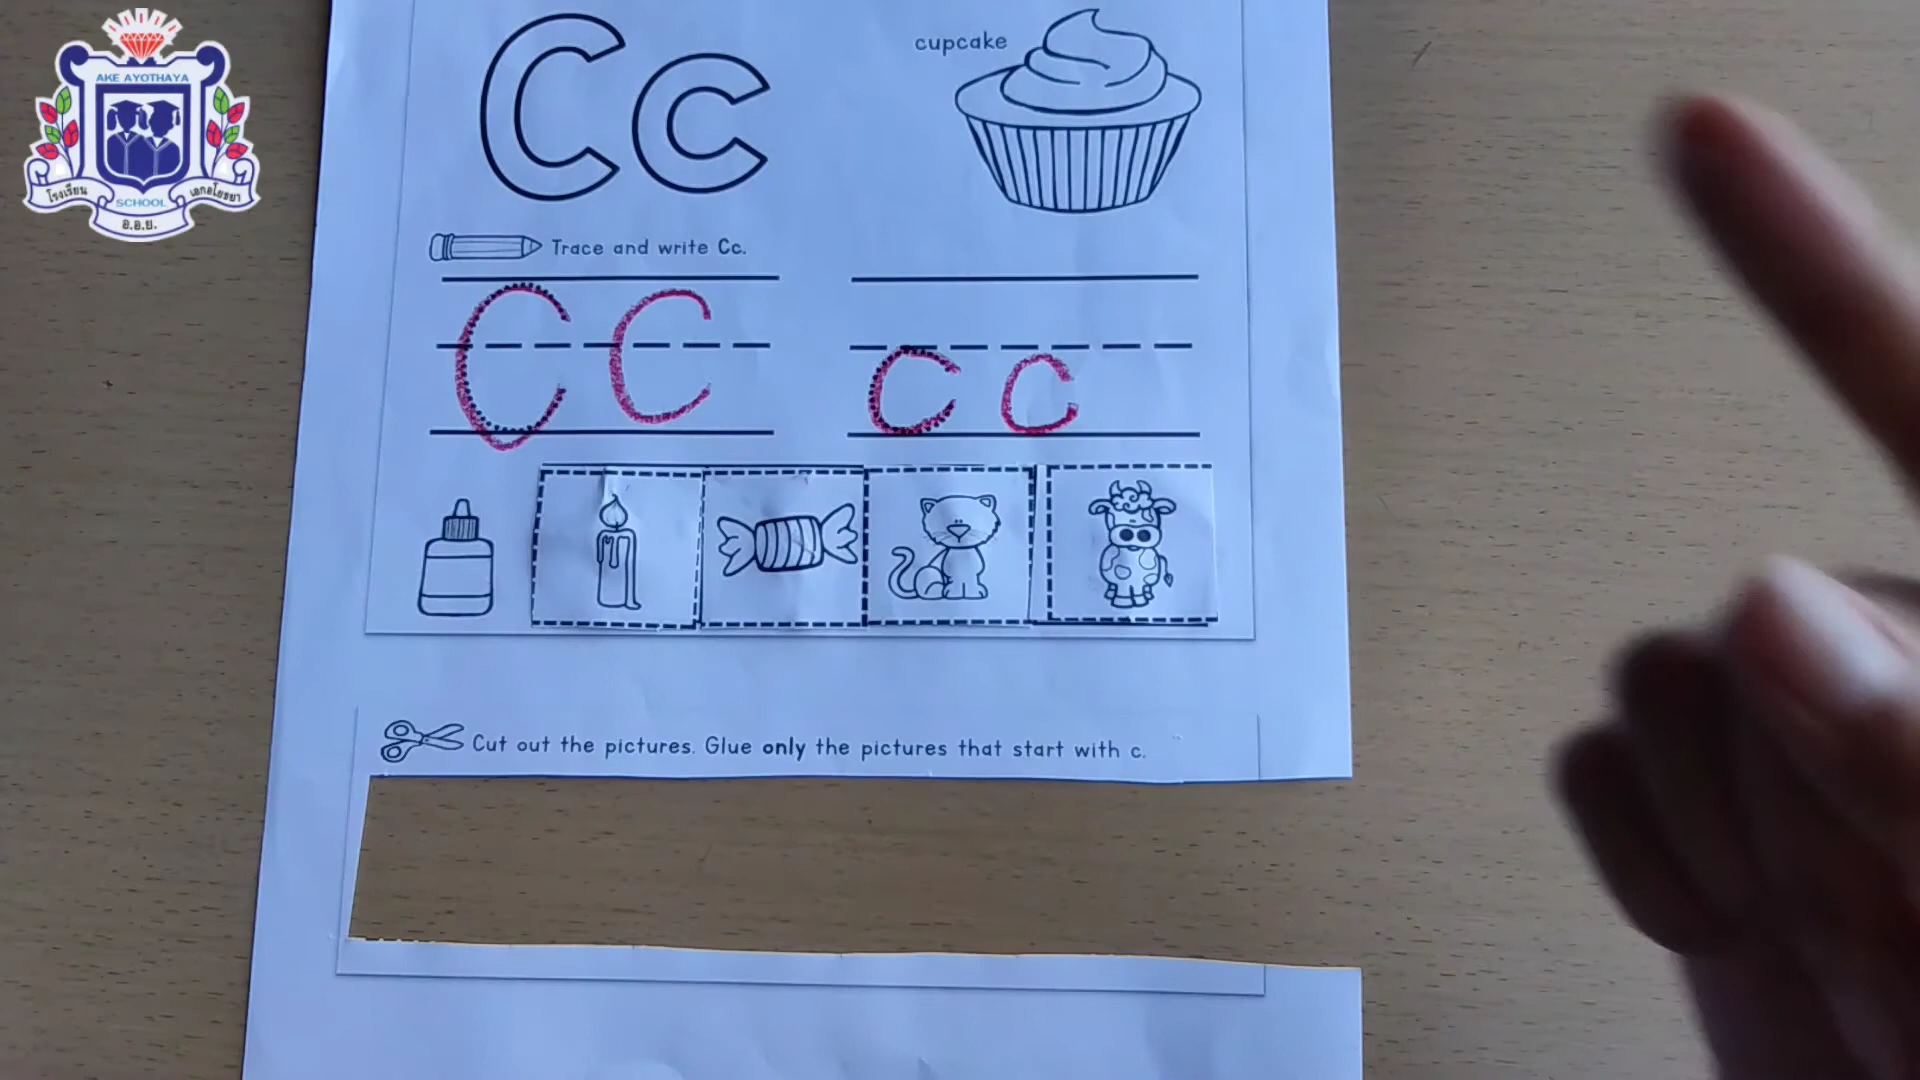 AKE AYOTHAYA
โรงเรียน
เอกอโยธยา
SCHOOL
อ.อ.ย.
Cc
cupcake
Trace and write Cc.
C C c c
Cut out the pictures. Glue only the pictures that start with c.